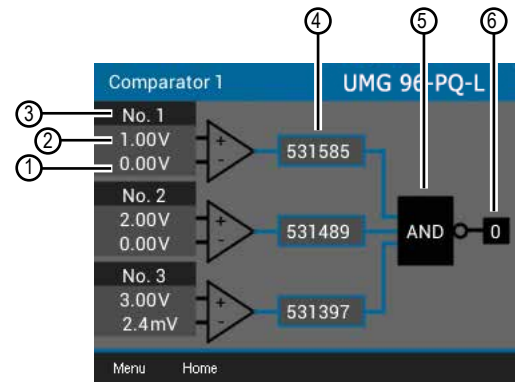 ④ ⑤ ⑥
Comparator 1 UMG 96-PQ-L
③ No. 1
② 1.00V + 531585
① 0.00V -
No. 2
2.00V + 531489 AND 0
0.00V -
No. 3
3.00V + 531397
2.4mV -
Menu Home